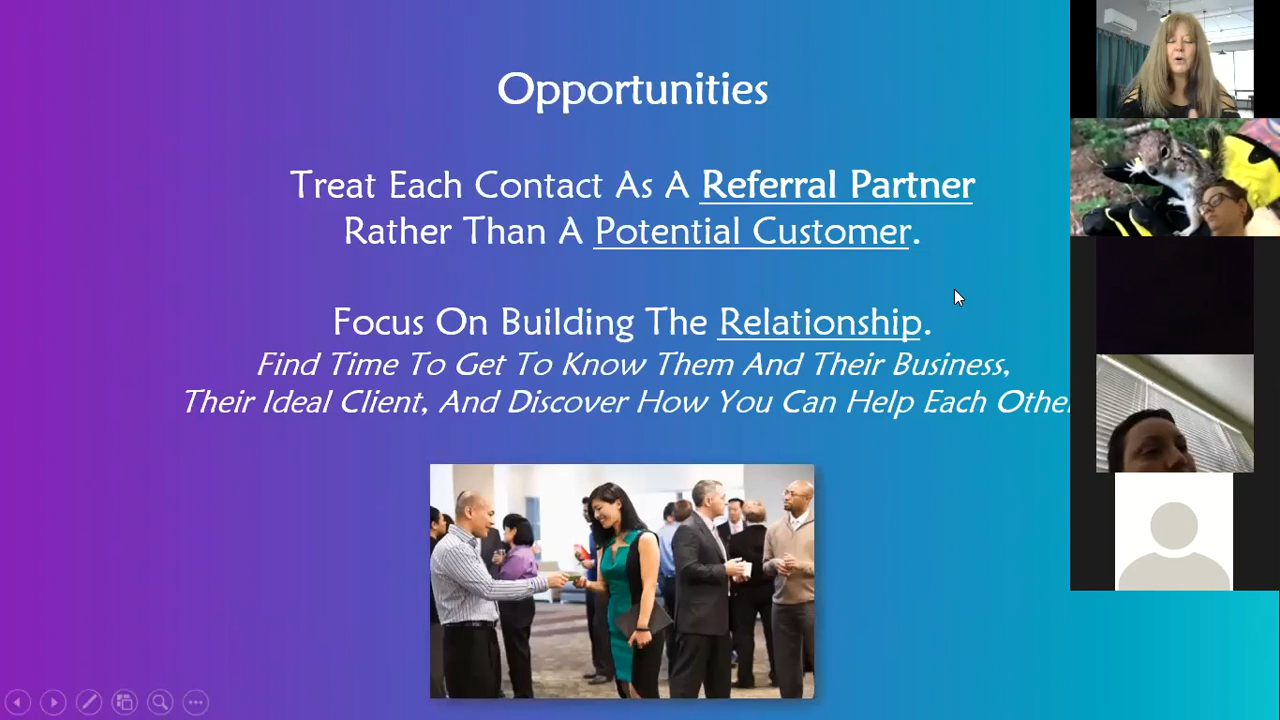 Opportunities
Treat Each Contact As A Referral Partner
Rather Than A Potential Customer.
Focus On Building The Relationship.
Find Time To Get To Know Them And Their Business,
Their Ideal Client, And Discover How You Can Help Each Other